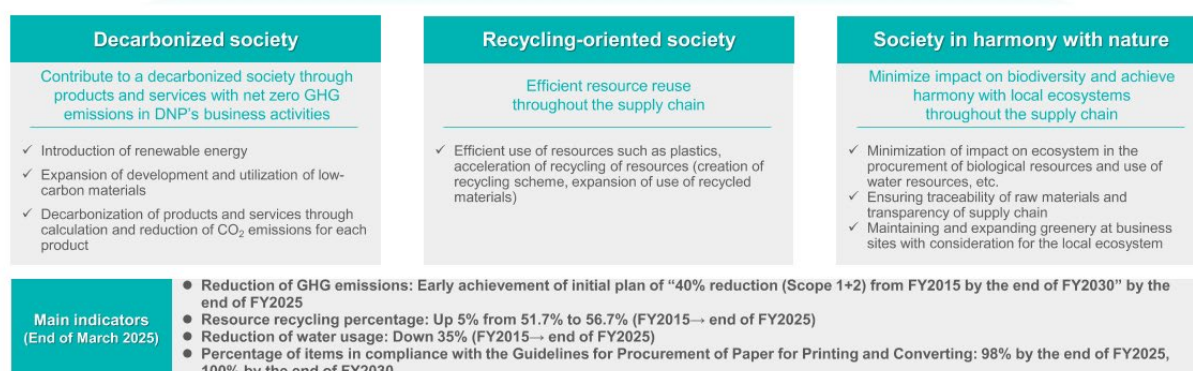 Decarbonized society
Contribute to a decarbonized society through
products and services with net zero GHG
emissions in DNP's business activities
✓ Introduction of renewable energy
✓ Expansion of development and utilization of low-
carbon materials
✓ Decarbonization of products and services through
calculation and reduction of CO₂ emissions for each
product
Recycling-oriented society
Efficient resource reuse
throughout the supply chain
✓ Efficient use of resources such as plastics,
acceleration of recycling of resources (creation of
recycling scheme, expansion of use of recycled
materials)
Society in harmony with nature
Minimize impact on biodiversity and achieve
harmony with local ecosystems
throughout the supply chain
✓ Minimization of impact on ecosystem in the
procurement of biological resources and use of
water resources, etc.
✓ Ensuring traceability of raw materials and
transparency of supply chain
✓ Maintaining and expanding greenery at business
sites with consideration for the local ecosystem
Main indicators
(End of March 2025)
● Reduction of GHG emissions: Early achievement of initial plan of “40% reduction (Scope 1+2) from FY2015 by the end of FY2030” by the
end of FY2025
● Resource recycling percentage: Up 5% from 51.7% to 56.7% (FY2015→ end of FY2025)
● Reduction of water usage: Down 35% (FY2015→ end of FY2025)
● Percentage of items in compliance with the Guidelines for Procurement of Paper for Printing and Converting: 98% by the end of FY2025,
100% by the end of FY2030